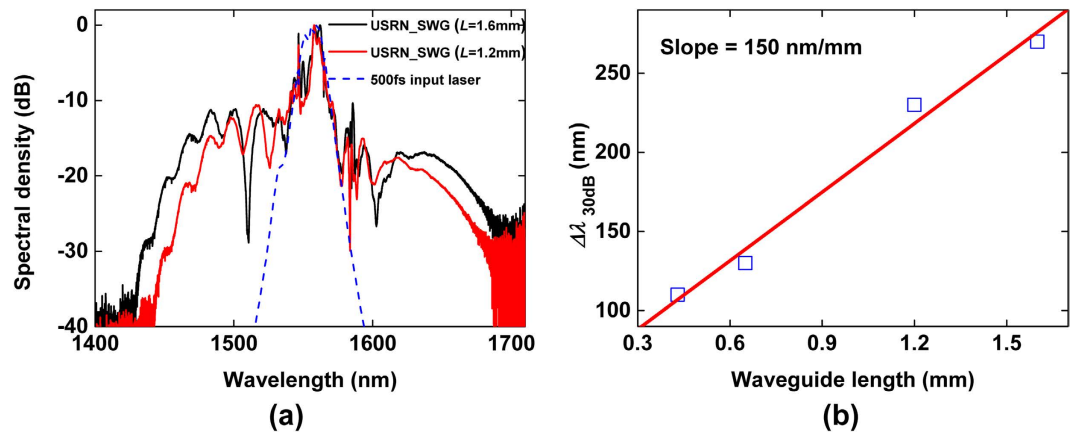 USRN_SWG (L=1.6mm)
USRN_SWG (L=1.2mm)
500fs input laser
0
-10
-20
-30
-40
1400
1500
1600
1700
Spectral density (dB)
Wavelength (nm)
(a)
Slope = 150 nm/mm
250
200
150
100
0.3
0.6
0.9
1.2
1.5
Δλ 30dB (nm)
Waveguide length (mm)
(b)